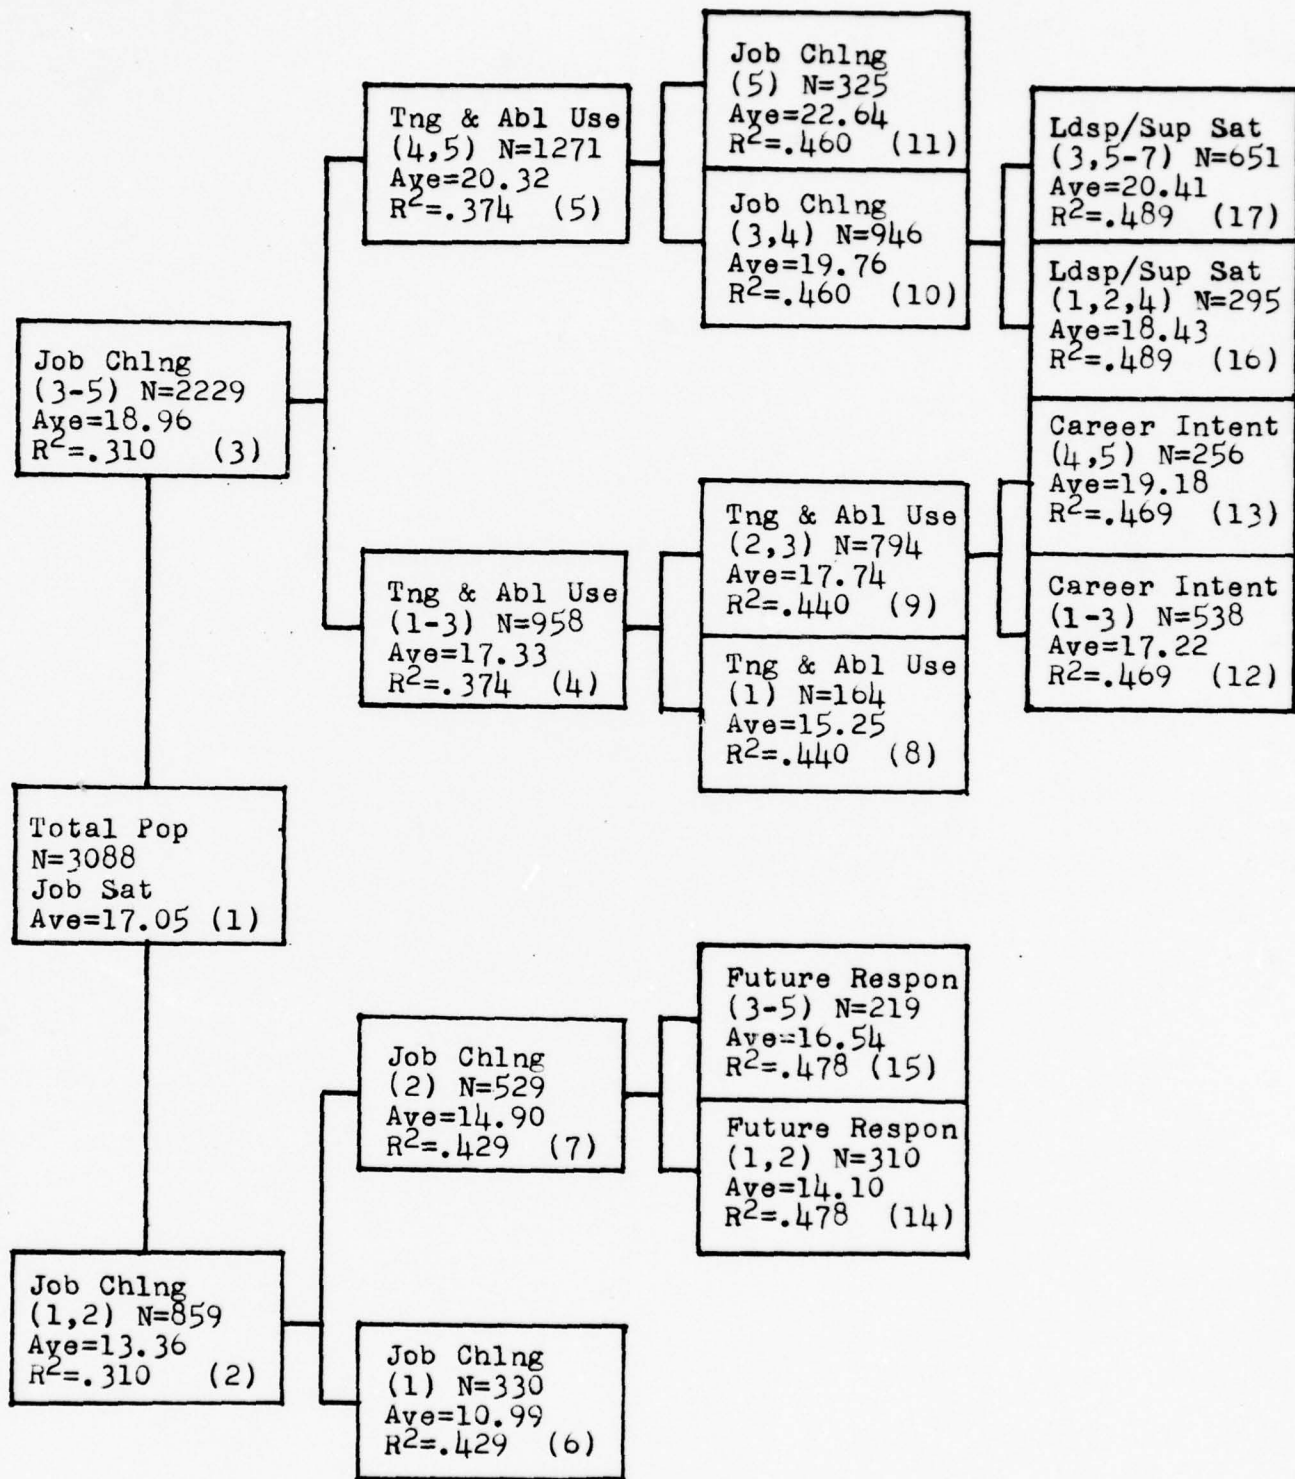 Job Chlng
(5) N=325
Ave=22.64
R²=.460 (11)
Tng & Abl Use
(4,5) N=1271
Ave=20.32
R²=.374 (5)
Ldsp/Sup Sat
(3,5-7) N=651
Ave=20.41
R²=.489 (17)
Job Chlng
(3,4) N=946
Ave=19.76
R²=.460 (10)
Ldsp/Sup Sat
(1,2,4) N=295
Ave=18.43
R²=.489 (16)
Job Chlng
(3-5) N=2229
Ave=18.96
R²=.310 (3)
Career Intent
(4,5) N=256
Ave=19.18
R²=.469 (13)
Tng & Abl Use
(2,3) N=794
Ave=17.74
R²=.440 (9)
Tng & Abl Use
(1-3) N=958
Ave=17.33
R²=.374 (4)
Career Intent
(1-3) N=538
Ave=17.22
R²=.469 (12)
Tng & Abl Use
(1) N=164
Ave=15.25
R²=.440 (8)
Total Pop
N=3088
Job Sat
Ave=17.05 (1)
Future Respon
(3-5) N=219
Ave=16.54
R²=.478 (15)
Job Chlng
(2) N=529
Ave=14.90
R²=.429 (7)
Future Respon
(1,2) N=310
Ave=14.10
R²=.478 (14)
Job Chlng
(1,2) N=859
Ave=13.36
R²=.310 (2)
Job Chlng
(1) N=330
Ave=10.99
R²=.429 (6)